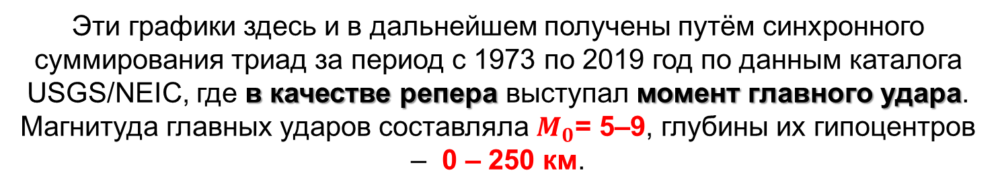 Эти графики здесь и в дальнейшем получены путём синхронного
суммирования триад за период с 1973 по 2019 год по данным каталога
USGS/NEIC, где в качестве репера выступал момент главного удара.
Магнитуда главных ударов составляла M₀= 5–9, глубины их гипоцентров
– 0 – 250 км.